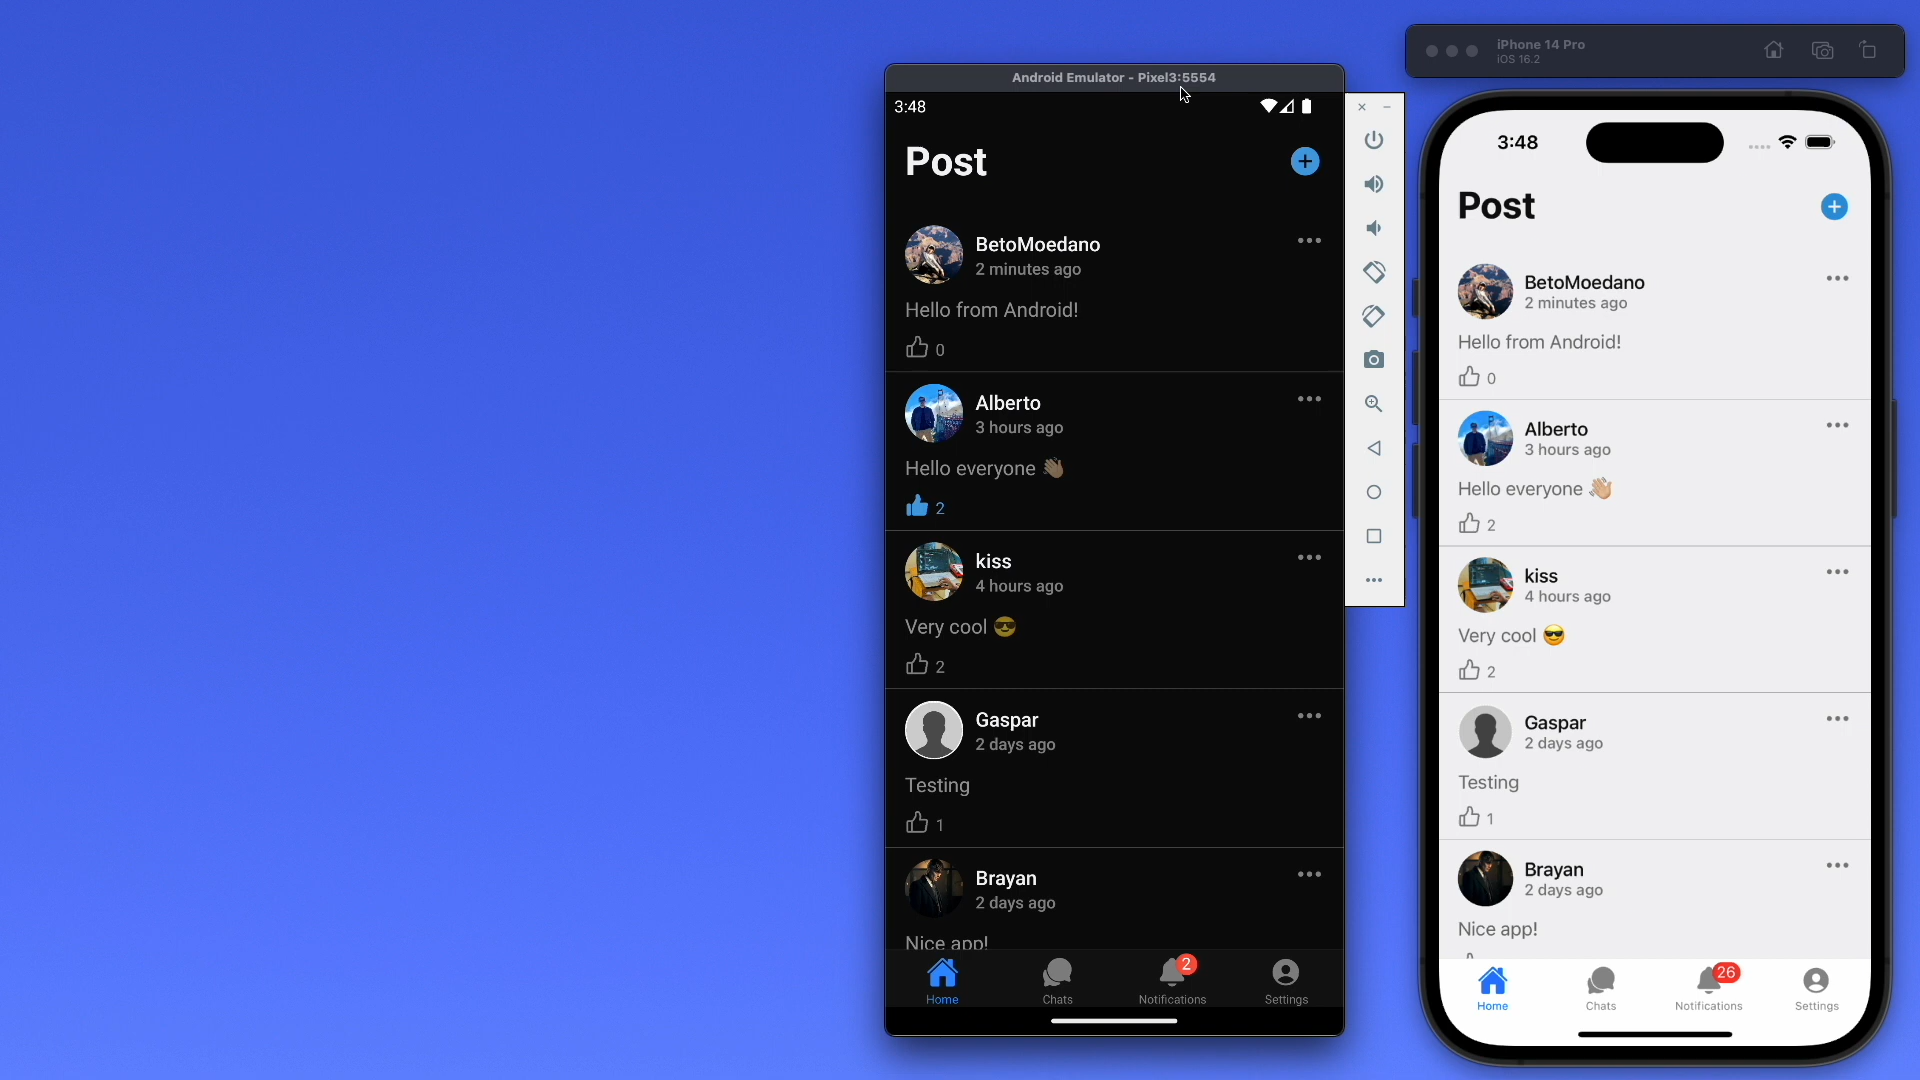 Android Emulator - Pixel3:5554
3:48
Post
BetoMoedano
2 minutes ago
Hello from Android!
0
Alberto
3 hours ago
Hello everyone 👋🏽
2
kiss
4 hours ago
Very cool 😎
2
Gaspar
2 days ago
Testing
1
Brayan
2 days ago
Nice app!
2
Home
Chats
Notifications
Settings
iPhone 14 Pro
iOS 16.2
3:48
Post
BetoMoedano
2 minutes ago
Hello from Android!
0
Alberto
3 hours ago
Hello everyone 👋🏼
2
kiss
4 hours ago
Very cool 😎
2
Gaspar
2 days ago
Testing
1
Brayan
2 days ago
Nice app!
26
Home
Chats
Notifications
Settings